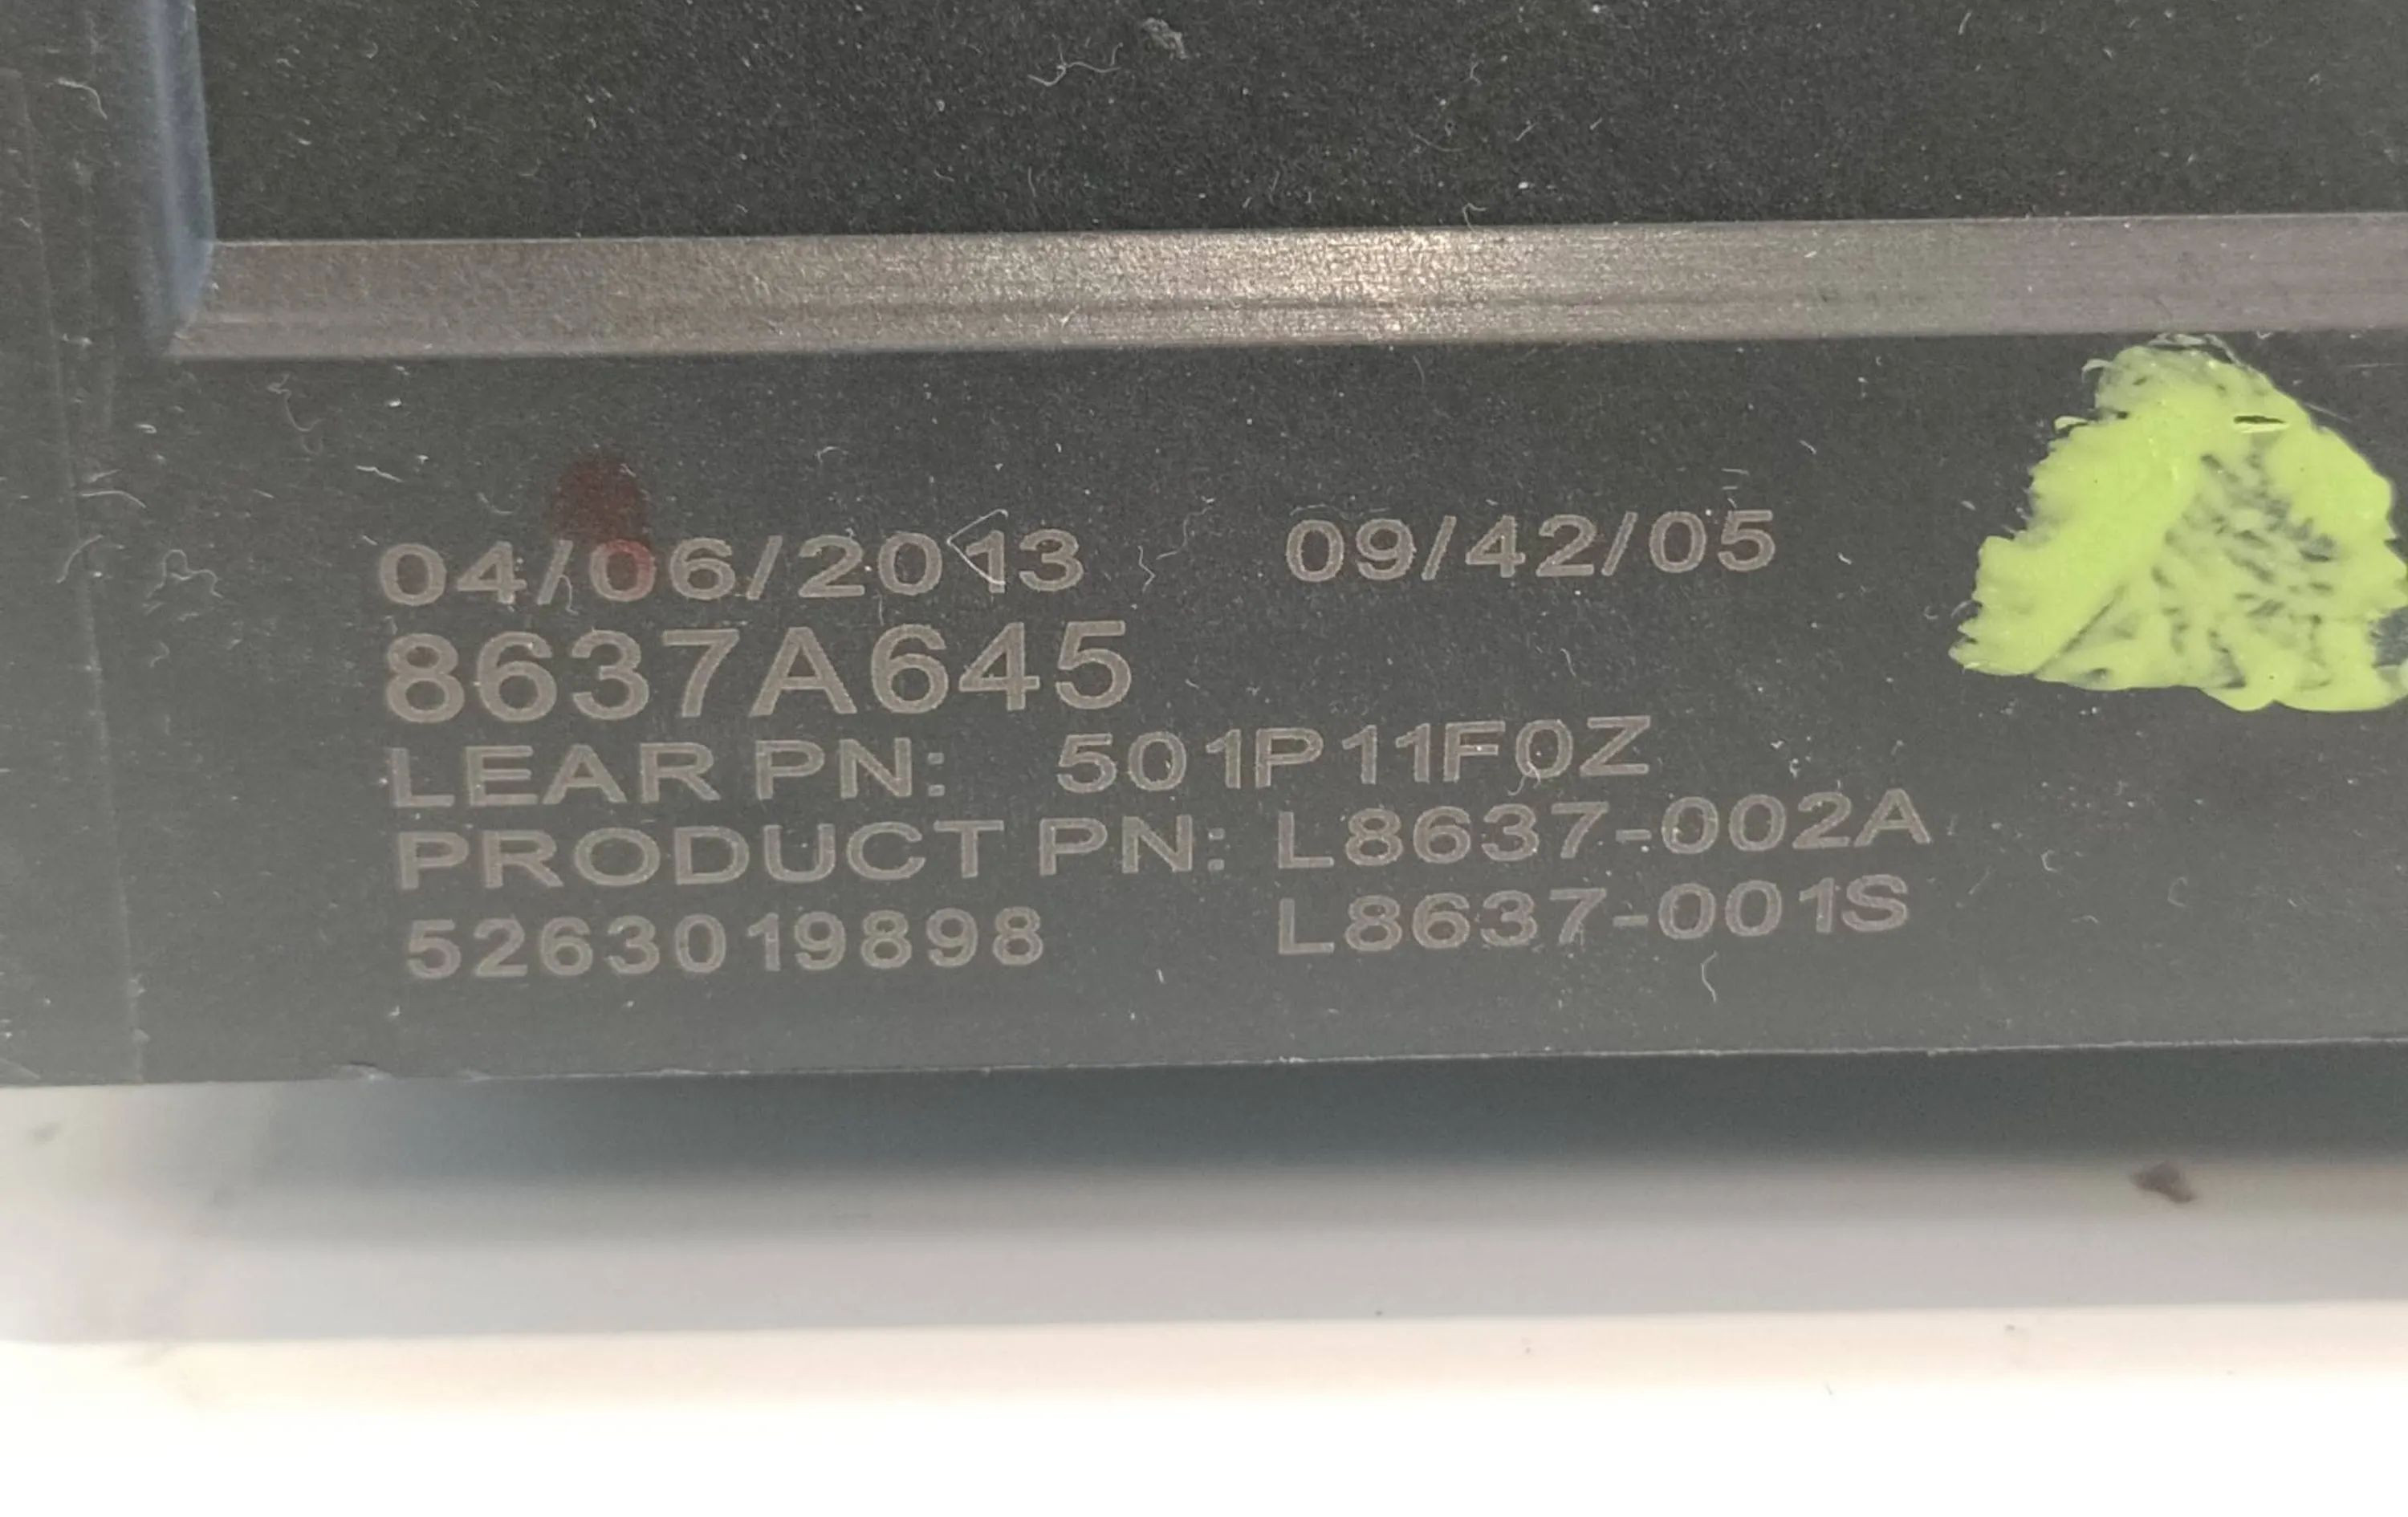 04/06/2013 09/42/05
8637A645
LEAR PN: 501P11F0Z
PRODUCT PN: L8637-002A
5263019898 L8637-001S